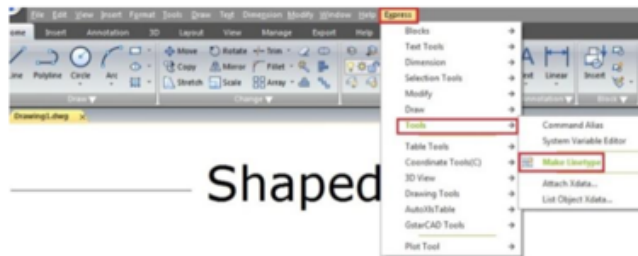 File Edit View Insert Format Tools Draw Text Dimension Modify Window Help Express
ome Insert Annotation 3D Layout View Manage Export Help
Line Polyline Circle Arc
Move Rotate Trim
Copy Mirror Fillet
Stretch Scale Array
Draw Change
Linear Insert
Block
Drawing1.dwg
Blocks
Text Tools
Dimension
Selection Tools
Modify
Draw
Tools
Table Tools
Coordinate Tools(C)
3D View
Drawing Tools
AutoXlsTable
GstarCAD Tools
Plot Tool
Command Alias
System Variable Editor
Make Linetype
Attach Xdata...
List Object Xdata...
Shaped